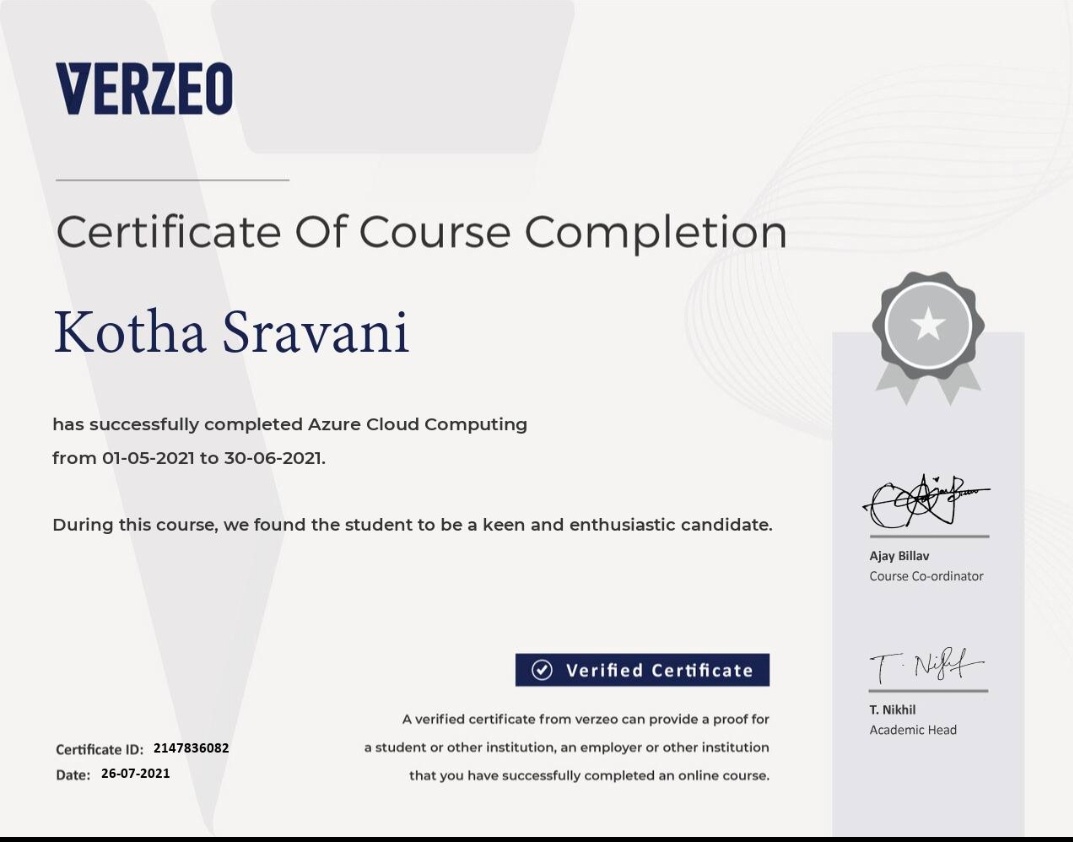 VERZEO
Certificate Of Course Completion
Kotha Sravani
has successfully completed Azure Cloud Computing
from 01-05-2021 to 30-06-2021.
During this course, we found the student to be a keen and enthusiastic candidate.
Ajay Billav
Course Co-ordinator
T. Nikhil
T. Nikhil
Academic Head
Verified Certificate
A verified certificate from verzeo can provide a proof for
a student or other institution, an employer or other institution
that you have successfully completed an online course.
Certificate ID: 2147836082
Date: 26-07-2021